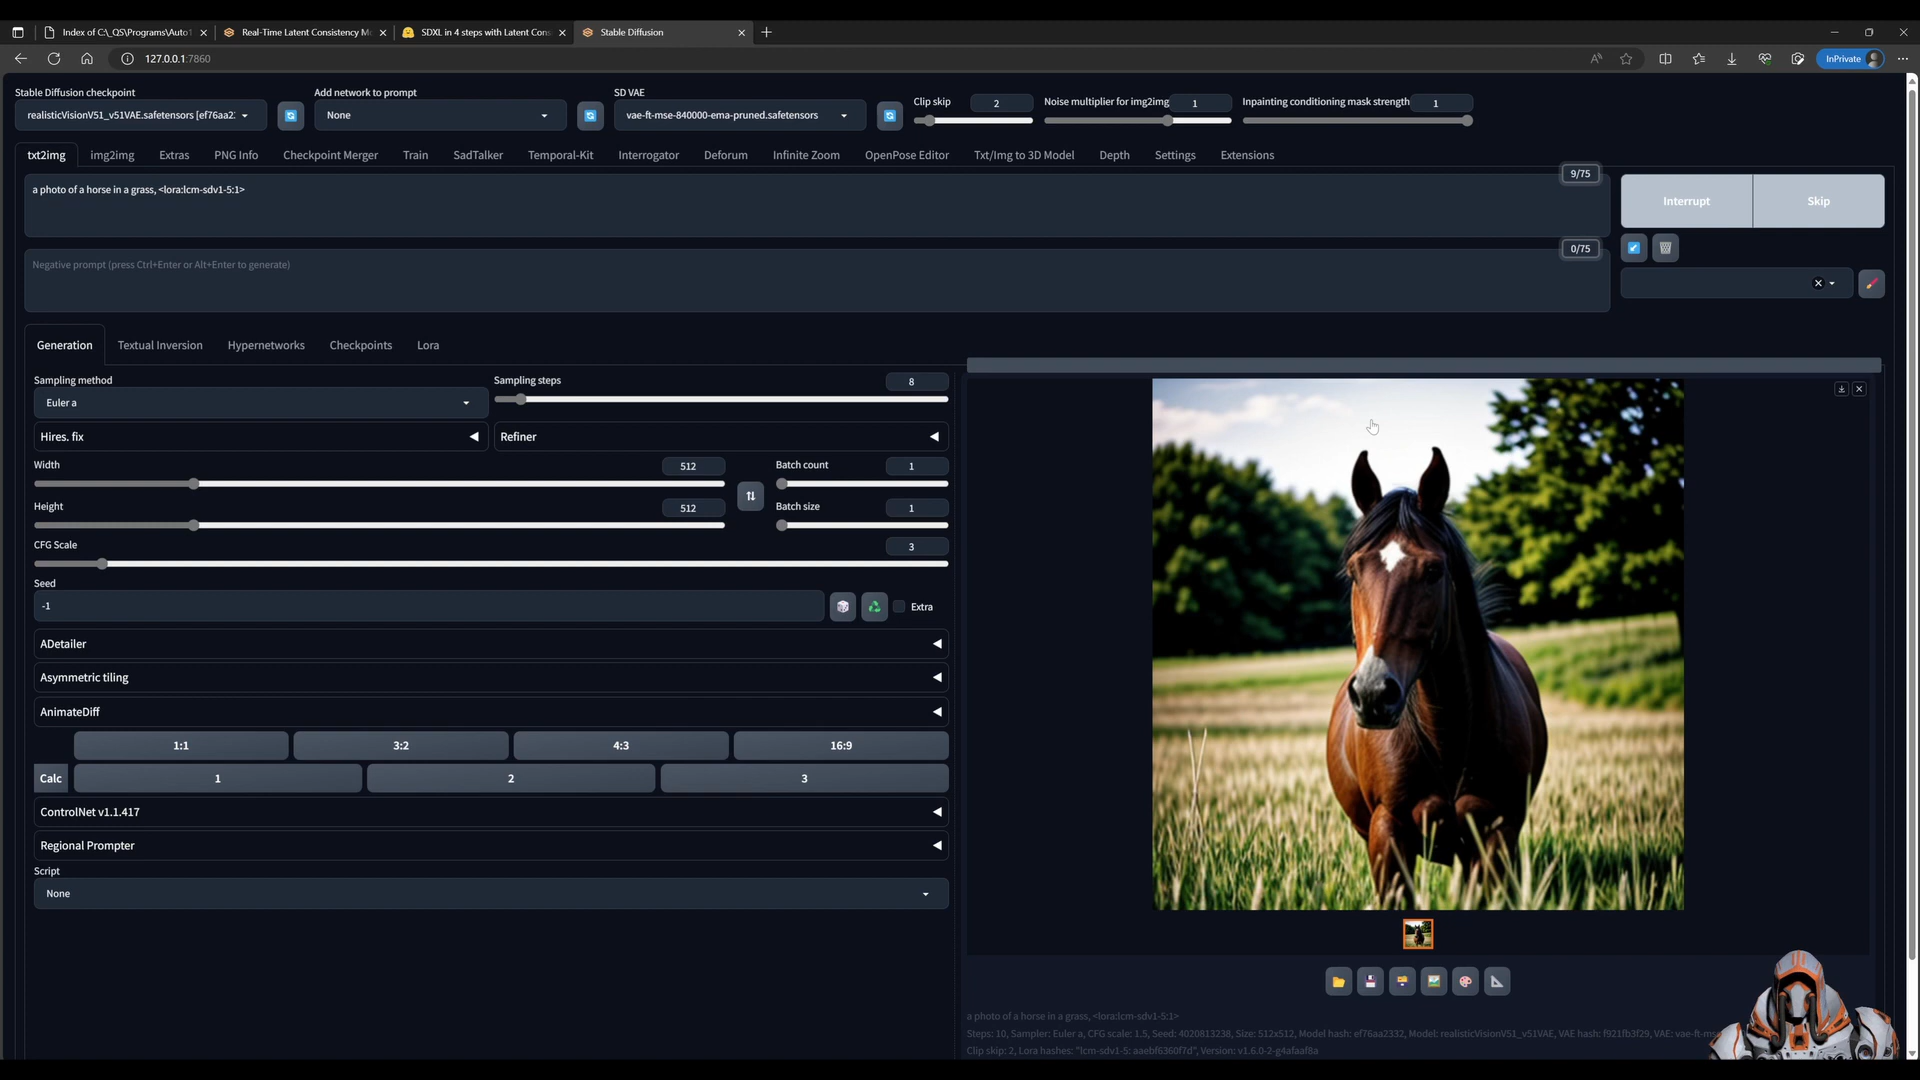 Index of C:\_QS\Programs\Auto1
Real-Time Latent Consistency M
SDXL in 4 steps with Latent Con
Stable Diffusion
127.0.0.1:7860
InPrivate
Stable Diffusion checkpoint
Add network to prompt
SD VAE
Clip skip
2
Noise multiplier for img2img
1
Inpainting conditioning mask strength
1
realisticVisionV51_v51VAE.safetensors [ef76aa2:
None
vae-ft-mse-840000-ema-pruned.safetensors
txt2img
img2img
Extras
PNG Info
Checkpoint Merger
Train
SadTalker
Temporal-Kit
Interrogator
Deforum
Infinite Zoom
OpenPose Editor
Txt/Img to 3D Model
Depth
Settings
Extensions
9/75
a photo of a horse in a grass, <lora:lcm-sdv1-5:1>
Interrupt
Skip
0/75
Negative prompt (press Ctrl+Enter or Alt+Enter to generate)
Generation
Textual Inversion
Hypernetworks
Checkpoints
Lora
Sampling method
Sampling steps
8
Euler a
Hires. fix
Refiner
Width
512
Batch count
1
Height
512
Batch size
1
CFG Scale
3
Seed
-1
Extra
ADetailer
Asymmetric tiling
AnimateDiff
1:1
3:2
4:3
16:9
Calc
1
2
3
ControlNet v1.1.417
Regional Prompter
Script
None
a photo of a horse in a grass, <lora:lcm-sdv1-5:1>
Steps: 10, Sampler: Euler a, CFG scale: 1.5, Seed: 4020813238, Size: 512x512, Model hash: ef76aa2332, Model: realisticVisionV51_v51VAE, VAE hash: f921fb3f29, VAE: vae-ft-ms
Clip skip: 2, Lora hashes: "lcm-sdv1-5: aaebf6360f7d", Version: v1.6.0-2-g4afaaf8a